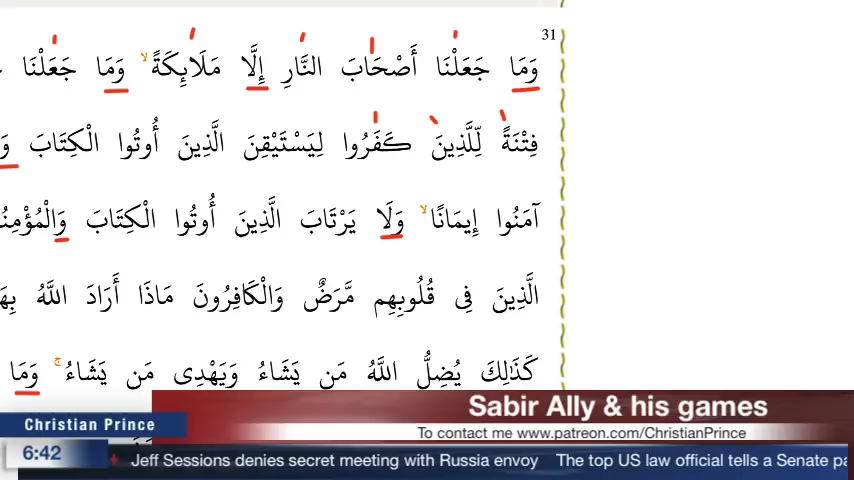 31
وَمَا جَعَلْنَا أَصْحَابَ النَّارِ إِلَّا مَلَائِكَةً ۙ وَمَا جَعَلْنَا
فِتْنَةً لِّلَّذِينَ كَفَرُوا لِيَسْتَيْقِنَ الَّذِينَ أُوتُوا الْكِتَابَ وَ
آمَنُوا إِيمَانًا ۙ وَلَا يَرْتَابَ الَّذِينَ أُوتُوا الْكِتَابَ وَالْمُؤْمِنُ
الَّذِينَ فِى قُلُوبِهِم مَّرَضٌ وَالْكَافِرُونَ مَاذَا أَرَادَ اللَّهُ بِهَ
كَذَالِكَ يُضِلُّ اللَّهُ مَن يَشَاءُ وَيَهْدِى مَن يَشَاءُ ۚ وَمَا
Sabir Ally & his games
Christian Prince
To contact me www.patreon.com/ChristianPrince
6:42
Jeff Sessions denies secret meeting with Russia envoy The top US law official tells a Senate pa